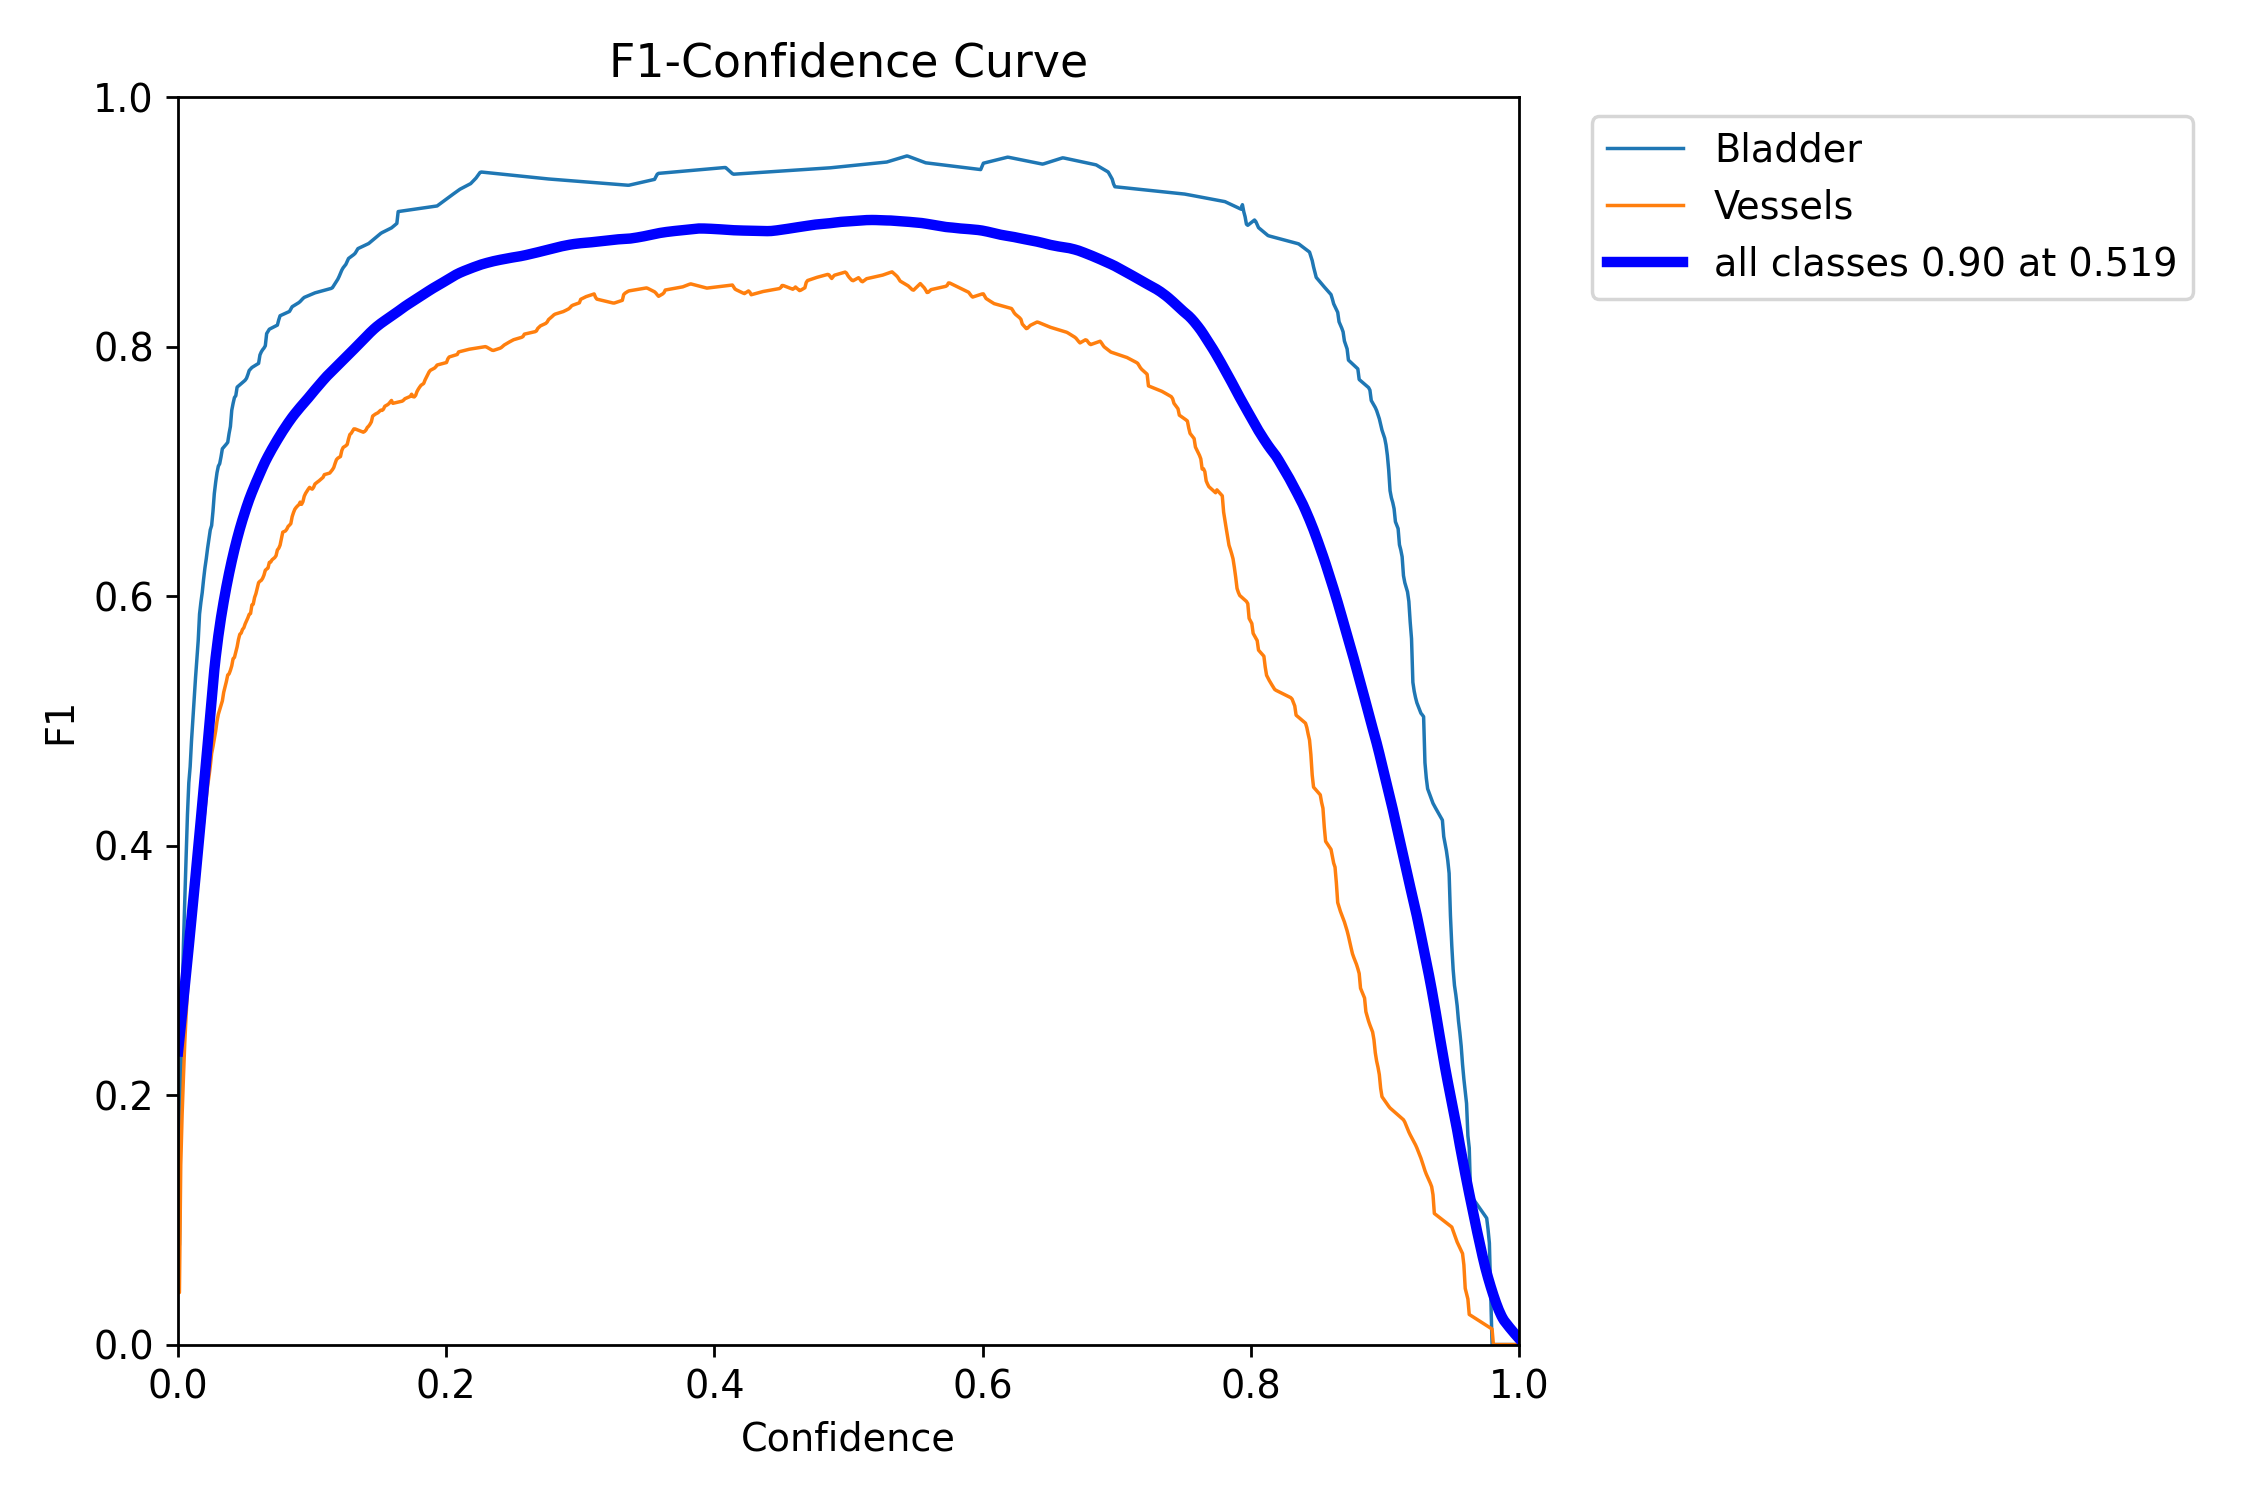 F1-Confidence Curve
1.0
0.8
0.6
0.4
0.2
0.0
F1
0.0 0.2 0.4 0.6 0.8 1.0
Confidence
Bladder
Vessels
all classes 0.90 at 0.519